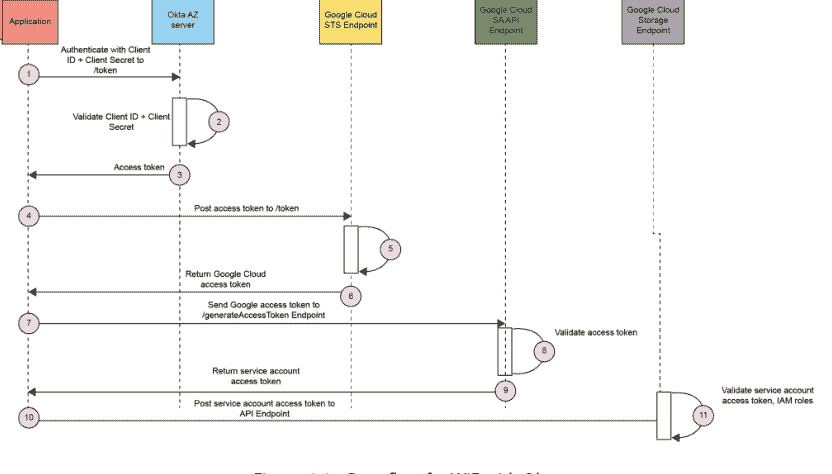 Application
Okta AZ
server
Google Cloud
STS Endpoint
Google Cloud
SA API
Endpoint
Google Cloud
Storage
Endpoint
Authenticate with Client
ID + Client Secret to
/token
1
Validate Client ID + Client
Secret
2
Access token
3
4
Post access token to /token
5
Return Google Cloud
access token
6
7
Send Google access token to
/generateAccessToken Endpoint
Validate access token
8
Return service account
access token
9
10
Post service account access token to
API Endpoint
11
Validate service account
access token, IAM roles